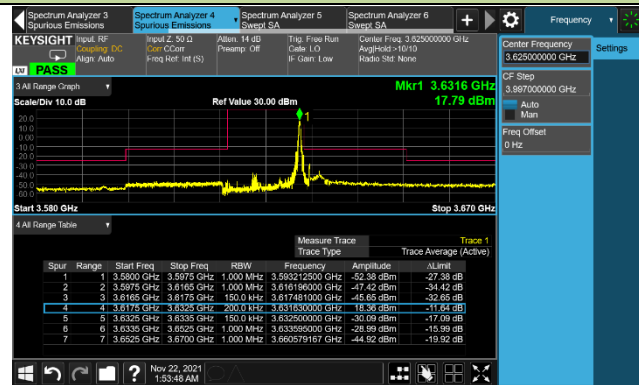 Spectrum Analyzer 3
Spurious Emissions
Spectrum Analyzer 4
Spurious Emissions
Spectrum Analyzer 5
Swept SA
Spectrum Analyzer 6
Swept SA
+
Frequency
KEYSIGHT
Input: RF
Coupling: DC
Align: Auto
Input Z: 50 Ω
Corr CCorr
Freq Ref: Int (S)
Atten: 14 dB
Preamp: Off
Trig: Free Run
Gate: LO
IF Gain: Low
Center Freq: 3.625000000 GHz
Avg|Hold:>10/10
Radio Std: None
LXI
PASS
Center Frequency
3.625000000 GHz
Settings
CF Step
3.997000000 GHz
Auto
Man
Freq Offset
0 Hz
3 All Range Graph
Mkr1 3.6316 GHz
Scale/Div 10.0 dB
Ref Value 30.00 dBm
17.79 dBm
1
20.0
10.0
0.00
-10.0
-20.0
-30.0
-40.0
-50.0
-60.0
Start 3.580 GHz
Stop 3.670 GHz
4 All Range Table
Measure Trace Trace 1
Trace Type Trace Average (Active)
Spur Range Start Freq Stop Freq RBW Frequency Amplitude ΔLimit
1 1 3.5800 GHz 3.5975 GHz 1.000 MHz 3.593212500 GHz -52.38 dBm -27.38 dB
2 2 3.5975 GHz 3.6165 GHz 1.000 MHz 3.616196000 GHz -47.42 dBm -34.42 dB
3 3 3.6165 GHz 3.6175 GHz 150.0 kHz 3.617481000 GHz -45.65 dBm -32.65 dB
4 4 3.6175 GHz 3.6325 GHz 200.0 kHz 3.631630000 GHz 18.36 dBm -11.64 dB
5 5 3.6325 GHz 3.6335 GHz 150.0 kHz 3.632500000 GHz -30.09 dBm -17.09 dB
6 6 3.6335 GHz 3.6525 GHz 1.000 MHz 3.633595000 GHz -28.99 dBm -15.99 dB
7 7 3.6525 GHz 3.6700 GHz 1.000 MHz 3.660579167 GHz -44.92 dBm -19.92 dB
?
Nov 22, 2021
1:53:48 AM